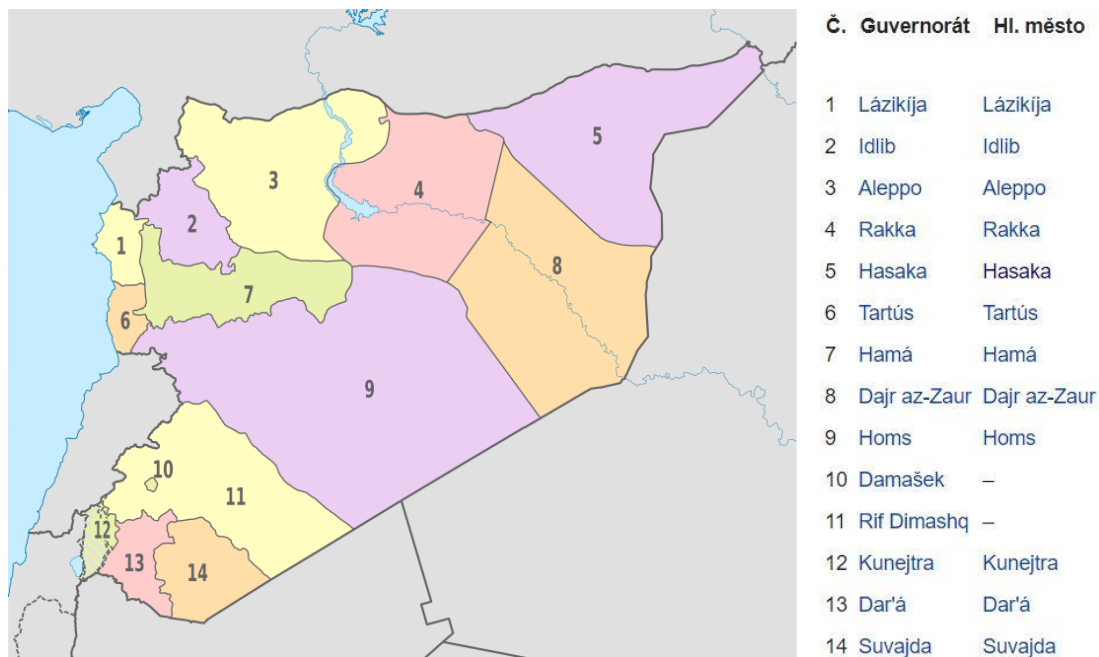 Č. Guvernorát Hl. město
1 Lázikíja Lázikíja
2 Idlib Idlib
3 Aleppo Aleppo
4 Rakka Rakka
5 Hasaka Hasaka
6 Tartús Tartús
7 Hamá Hamá
8 Dajr az-Zaur Dajr az-Zaur
9 Homs Homs
10 Damašek –
11 Rif Dimashq –
12 Kunejtra Kunejtra
13 Dar'á Dar'á
14 Suvajda Suvajda
5
3
4
2
1
8
7
6
9
10
11
12
13
14